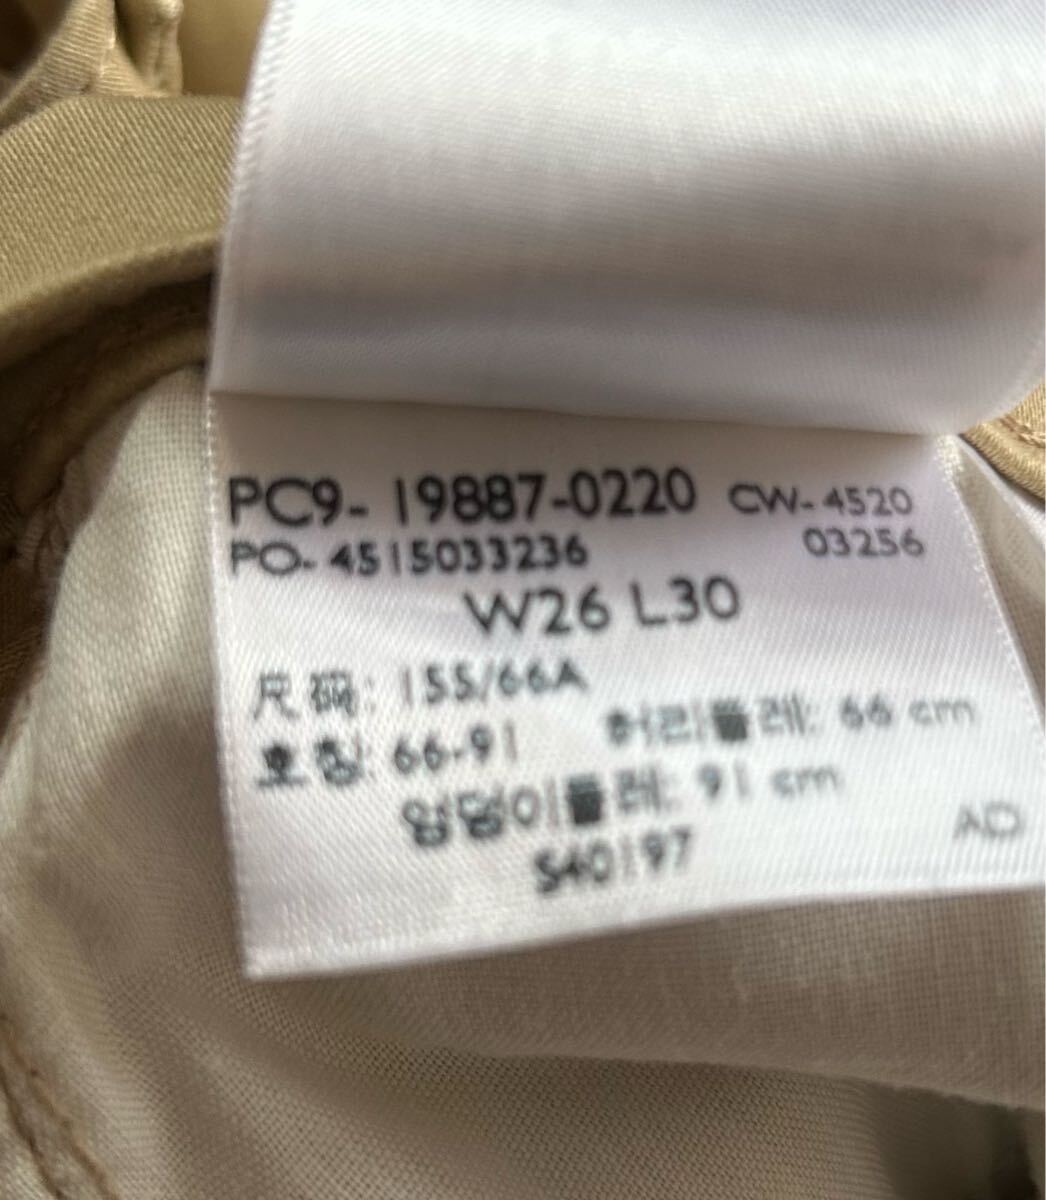 PC9- 19887-0220 CW-4520
PO-4515033236 03256
W26 L30
尺码: 155/66A
호칭: 66-91 허리둘레: 66 cm
엉덩이둘레: 91 cm
S40197 AD